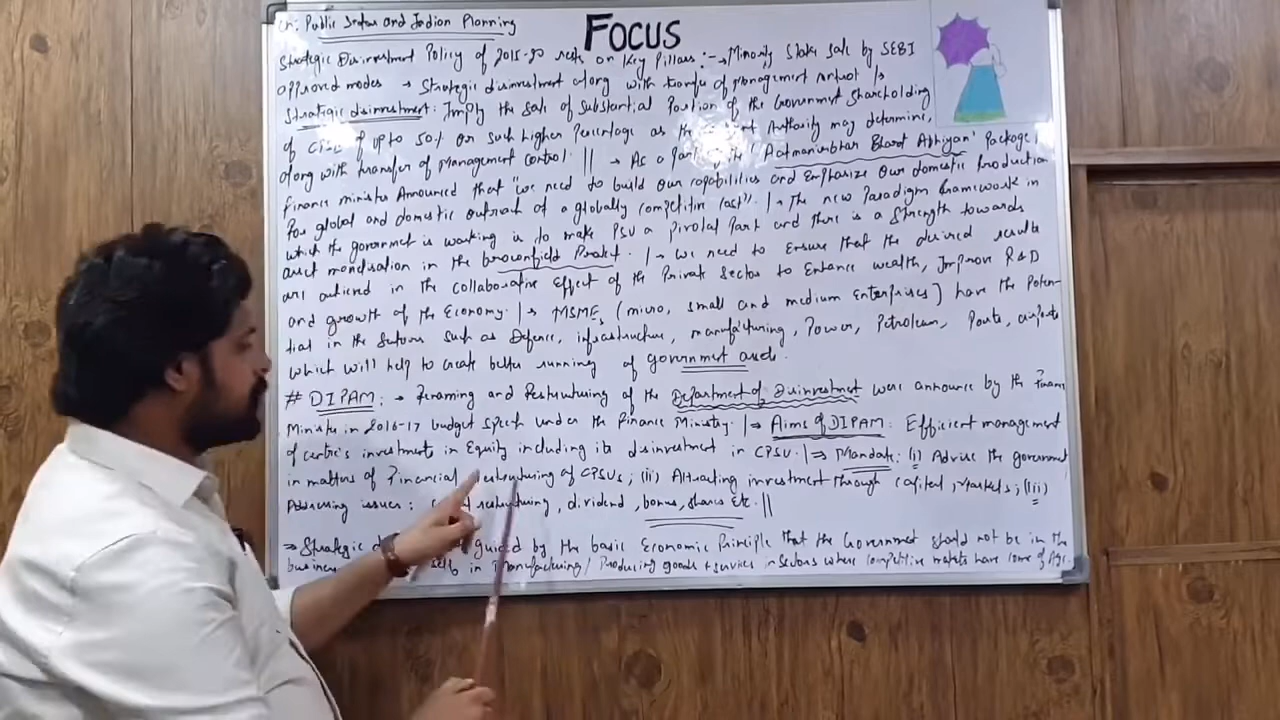 Ch: Public Sector and Indian Planning
FOCUS
Strategic Disinvestment Policy of 2015-20 rests on key Pillars :- → Minority Stake Sale by SEBI
approved modes → Strategic disinvestment along with transfer of management control
Strategic disinvestment: Imply the sale of substantial Portion of the Government Shareholding
of of upto 50% or such higher Percentage as the Authority may determine,
along with transfer of management control. || → As a Part 'Aatmanirbhar Bharat Abhiyan' Package
Finance minister Announced that "we need to build our capabilities and Emphasize our domestic Production
for global and domestic outreach of a globally competitive cost". | → The new Paradigm framework in
which the government is working is to make PSU a pivotal Part and there is a Strength towards
asset monetisation in the brownfield Project. | → we need to Ensure that the desired results
are achieved in the collaborative Effect of the Private Sector to Enhance wealth, Improve R&D
and growth of the Economy. | → MSMEs (micro, small and medium Enterprises) have the Poten-
tial in the Sectors such as Defence, infrastructure, manufacturing, Power, Petroleum, Ports, airports
which will help to create better running of government assets.
# DIPAM: → Renaming and Restructuring of the Department of Disinvestment were announce by the Finance
Minister in 2016-17 budget Speech under the Finance Ministry. | → Aims of DIPAM: Efficient management
of centre's investments in Equity including its disinvestment in CPSU. | ⇒ Mandate: (i) Advise the government
in matters of Financial restructuring of CPSUs; (ii) Attracting investment through Capital Markets; (iii)
Addressing issues: restructuring, dividend, bonus, shares Etc. ||
⇒ Strategic guided by the basic Economic Principle that the Government should not be in the
business in Manufacturing/Producing goods & services in Sectors where competitive markets have come of Age.